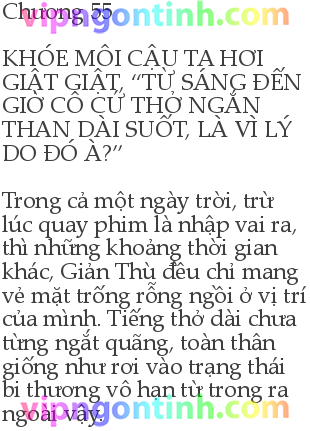 Chương 55
vipngontinh.com
KHÓE MÔI CẬU TA HƠI
GIẬT GIẬT, “TỪ SÁNG ĐẾN
GIỜ CÔ CỨ THỞ NGẮN
THAN DÀI SUỐT, LÀ VÌ LÝ
DO ĐÓ À?”
Trong cả một ngày trời, trừ
lúc quay phim là nhập vai ra,
thì những khoảng thời gian
khác, Giản Thù đều chỉ mang
vẻ mặt trống rỗng ngồi ở vị trí
của mình. Tiếng thở dài chưa
từng ngắt quãng, toàn thân
giống như rơi vào trạng thái
bi thương vô hạn từ trong ra
ngoài vậy.
vipngontinh.com